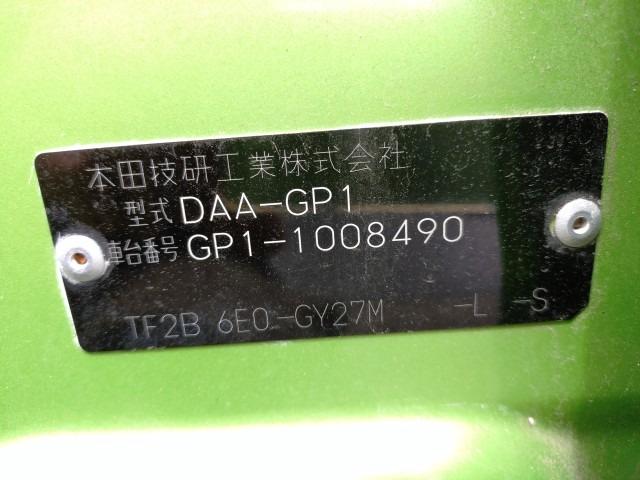 本田技研工業株式会社
型式 DAA-GP1
車台番号 GP1-1008490
TF2B 6E0-GY27M -L -S